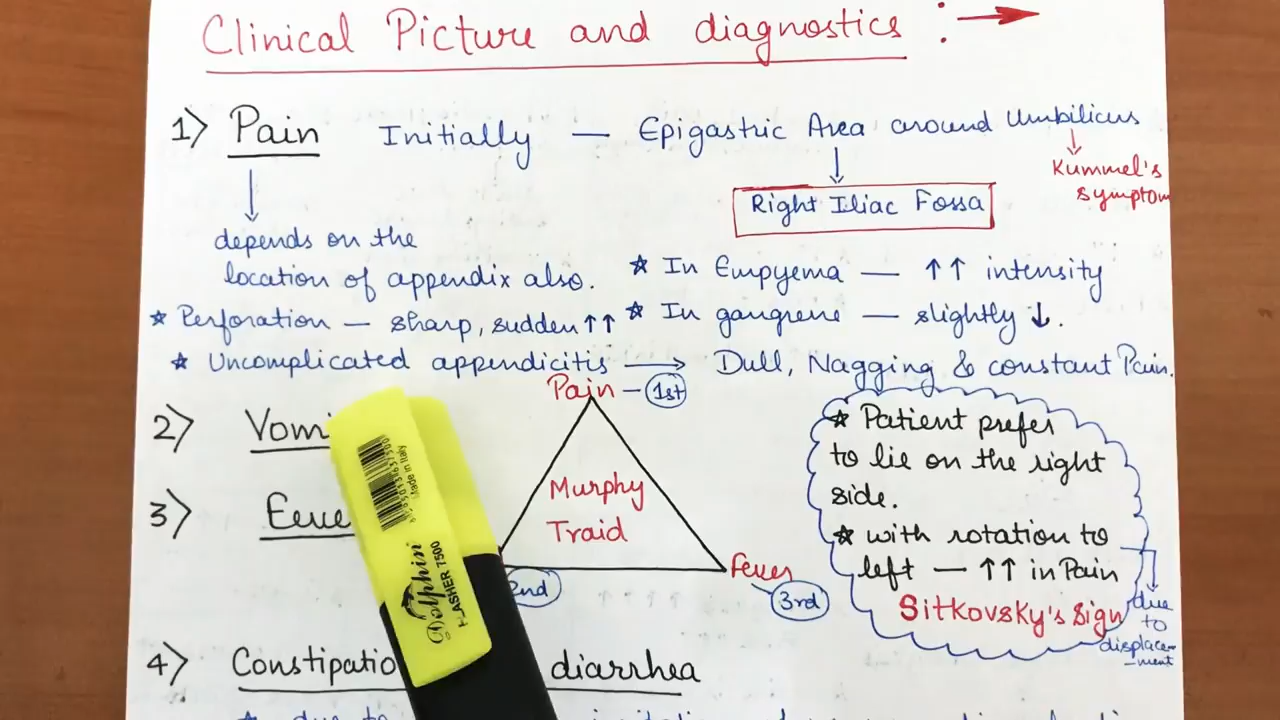 Clinical Picture and diagnostics : →
1) Pain Initially — Epigastric Area around Umbilicus
↓ Kummel's symptom
Right Iliac Fossa
depends on the
location of appendix also.
☆ In Empyema — ↑↑ intensity
☆ Perforation — sharp, sudden ↑↑
☆ In gangrene — slightly ↓.
☆ Uncomplicated appendicitis → Dull, Nagging & constant Pain.
2) Vomi
3) Feve
Pain — 1st
Murphy
Traid
2nd
Fever
3rd
☆ Patient prefer
to lie on the right
side.
☆ with rotation to
left — ↑↑ in Pain
Sitkovsky's Sign
due
to
displace-
-ment
Dolphin
FLASHER 7500
Made in Italy
4) Constipatio diarrhea
☆ due to